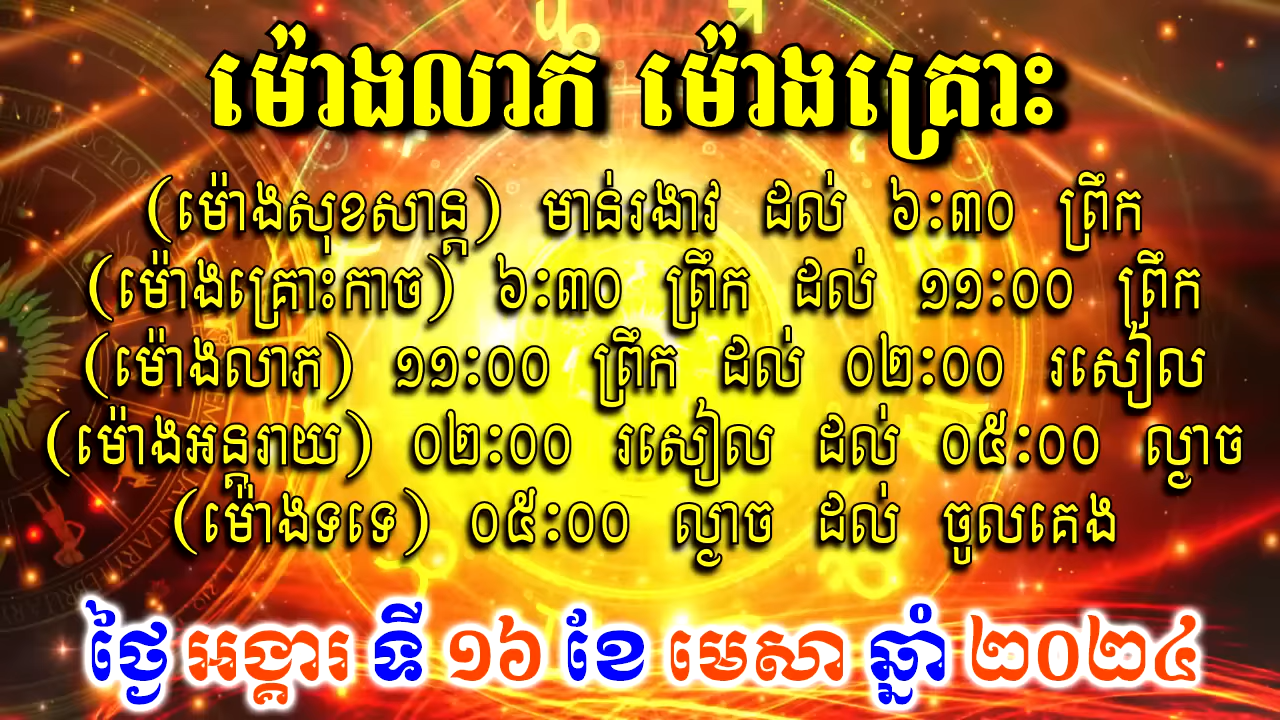 ម៉ោងលាភ ម៉ោងគ្រោះ
(ម៉ោងសុខសាន្ត) មាន់រងាវ ដល់ ៦:៣០ ព្រឹក
(ម៉ោងគ្រោះកាច) ៦:៣០ ព្រឹក ដល់ ១១:០០ ព្រឹក
(ម៉ោងលាភ) ១១:០០ ព្រឹក ដល់ ០២:០០ រសៀល
(ម៉ោងអន្តរាយ) ០២:០០ រសៀល ដល់ ០៥:០០ ល្ងាច
(ម៉ោងទទេ) ០៥:០០ ល្ងាច ដល់ ចូលគេង
ថ្ងៃ អង្គារ ទី ១៦ ខែ មេសា ឆ្នាំ ២០២៤